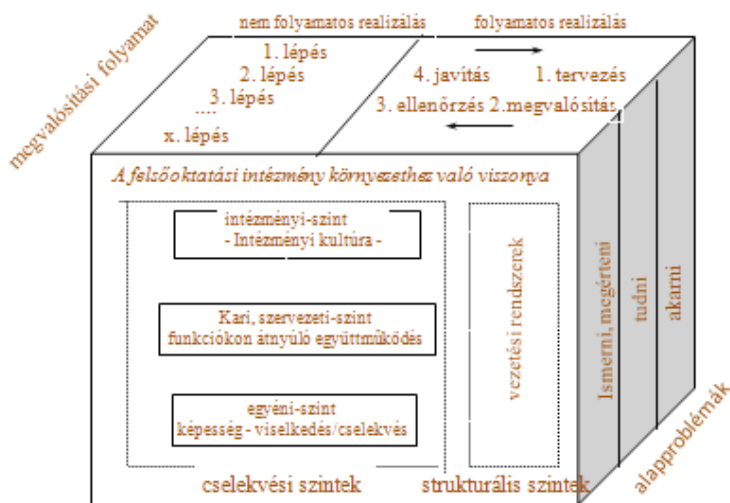 nem folyamatos realizálás
folyamatos realizálás
megvalósítási folyamat
1. lépés
2. lépés
3. lépés
.....
x. lépés
4. javítás
1. tervezés
3. ellenőrzés 2.megvalósítás
A felsőoktatási intézmény környezethez való viszonya
intézményi-szint
- Intézményi kultúra -
Kari, szervezeti-szint
funkciókon átnyúló együttműködés
egyéni-szint
képesség - viselkedés/cselekvés
cselekvési szintek
vezetési rendszerek
strukturális szintek
Ismerni, megérteni
tudni
akarni
alapproblémák